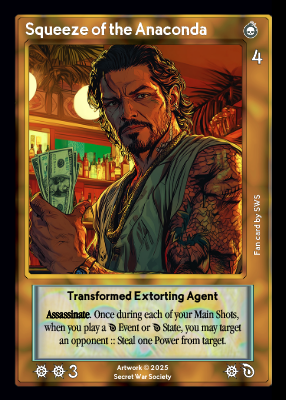 Squeeze of the Anaconda
4
Fan card by SWS
Transformed Extorting Agent
Assassinate. Once during each of your Main Shots,
when you play a Event or State, you may target
an opponent :: Steal one Power from target.
3
Artwork © 2025
Secret War Society